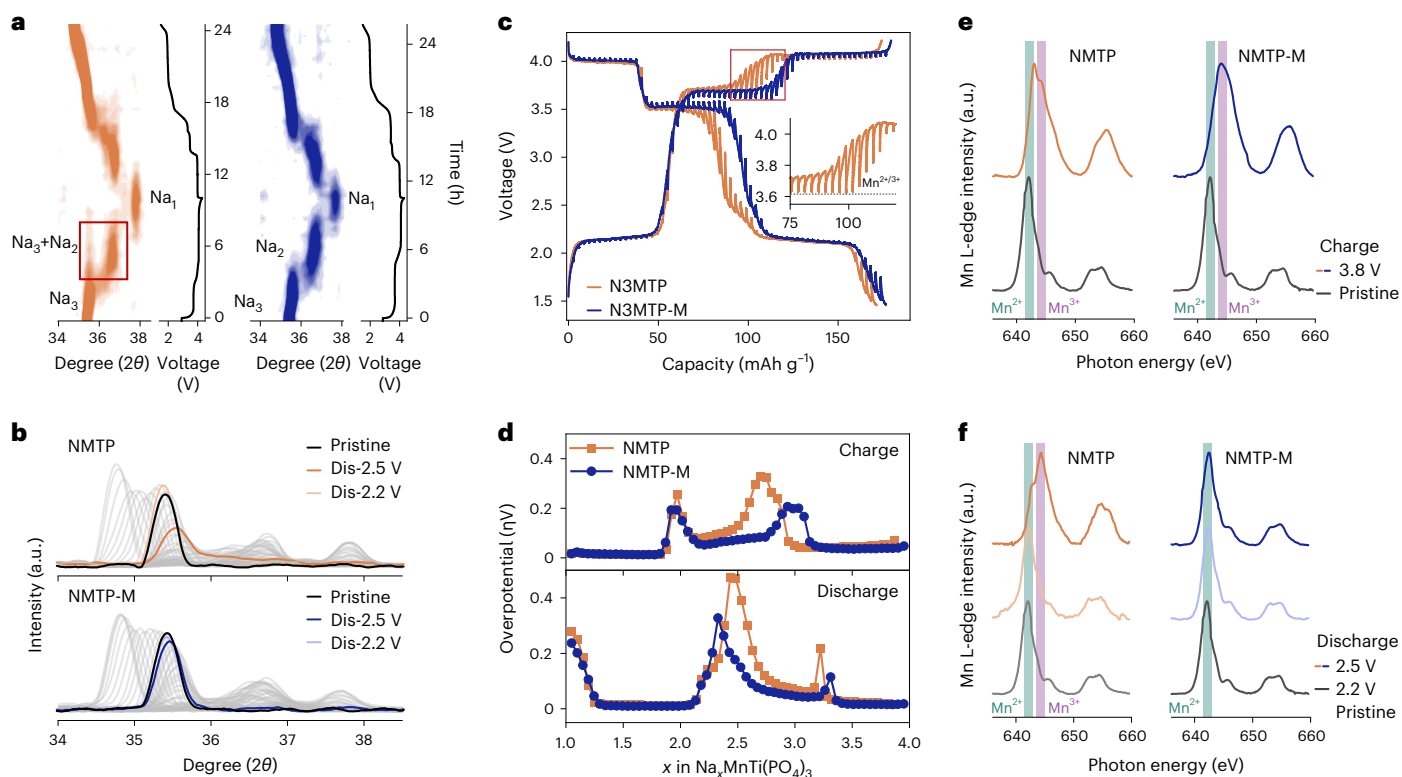 a
24
18
12
6
0
Na₁
Na₃+Na₂
Na₃
34 36 38
2 4
Degree (2θ) Voltage
(V)
24
18
12
6
0
Time (h)
Na₁
Na₂
Na₃
34 36 38
2 4
Degree (2θ) Voltage
(V)
b
NMTP
Pristine
Dis-2.5 V
Dis-2.2 V
NMTP-M
Pristine
Dis-2.5 V
Dis-2.2 V
Intensity (a.u.)
34 35 36 37 38
Degree (2θ)
c
Voltage (V)
4.0
3.5
3.0
2.5
2.0
1.5
N3MTP
N3MTP-M
4.0
3.8
3.6
Mn²⁺/³⁺
75 100
0 50 100 150
Capacity (mAh g⁻¹)
d
Overpotential (ηV)
0.4
0.2
0
NMTP
NMTP-M
Charge
0.4
0.2
0
Discharge
1.0 1.5 2.0 2.5 3.0 3.5 4.0
x in NaₓMnTi(PO₄)₃
e
Mn L-edge intensity (a.u.)
NMTP
NMTP-M
Charge
3.8 V
Pristine
Mn²⁺ Mn³⁺
Mn²⁺ Mn³⁺
640 650 660
640 660
Photon energy (eV)
f
Mn L-edge intensity (a.u.)
NMTP
NMTP-M
Discharge
2.5 V
2.2 V
Pristine
Mn²⁺ Mn³⁺
Mn²⁺
640 650 660
640 660
Photon energy (eV)